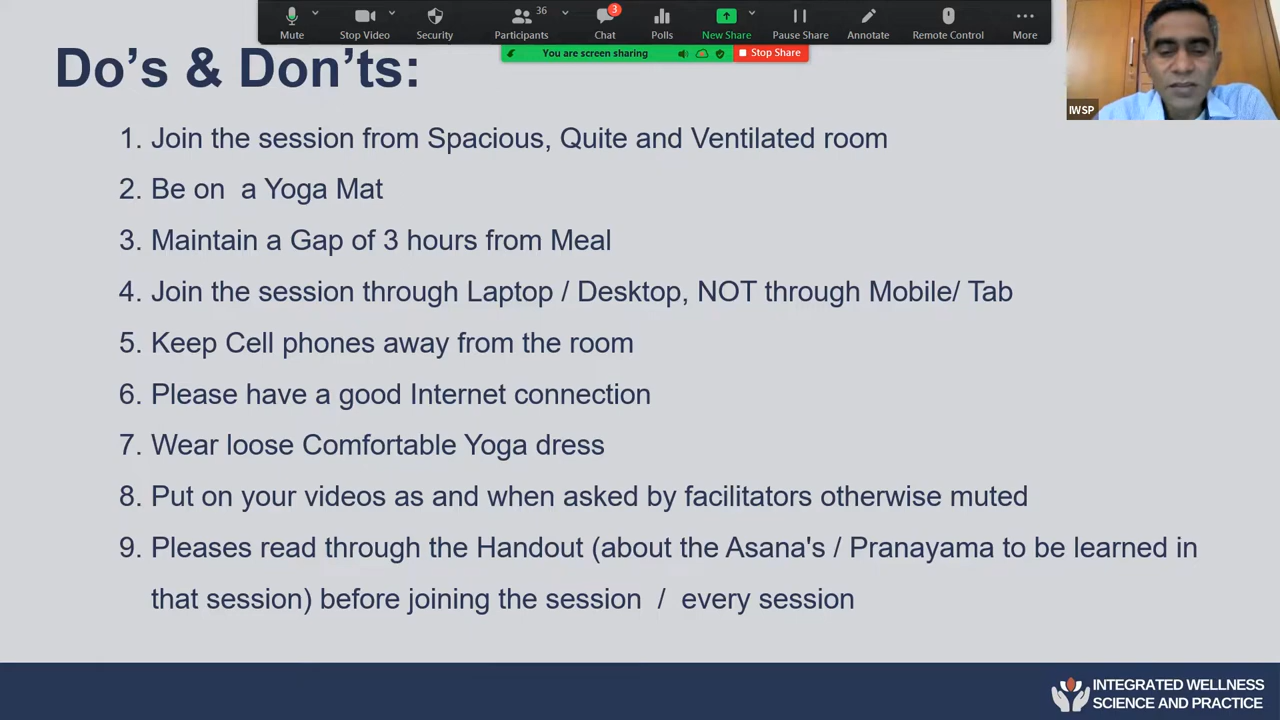 36
3
Mute
Stop Video
Security
Participants
Chat
Polls
New Share
Pause Share
Annotate
Remote Control
More
You are screen sharing
Stop Share
IWSP
Do's & Don'ts:
1. Join the session from Spacious, Quite and Ventilated room
2. Be on  a Yoga Mat
3. Maintain a Gap of 3 hours from Meal
4. Join the session through Laptop / Desktop, NOT through Mobile/ Tab
5. Keep Cell phones away from the room
6. Please have a good Internet connection
7. Wear loose Comfortable Yoga dress
8. Put on your videos as and when asked by facilitators otherwise muted
9. Pleases read through the Handout (about the Asana's / Pranayama to be learned in
that session) before joining the session  /  every session
INTEGRATED WELLNESS
SCIENCE AND PRACTICE